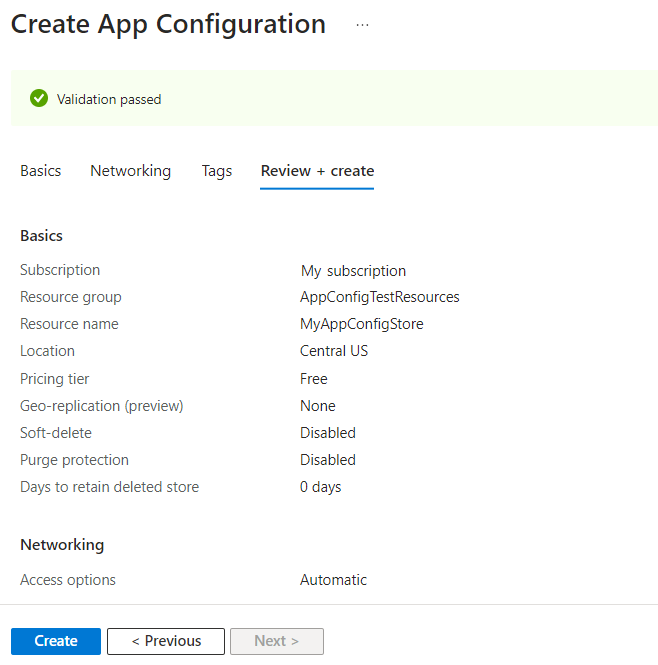 Create App Configuration ...
Validation passed
Basics Networking Tags Review + create
Basics
Subscription My subscription
Resource group AppConfigTestResources
Resource name MyAppConfigStore
Location Central US
Pricing tier Free
Geo-replication (preview) None
Soft-delete Disabled
Purge protection Disabled
Days to retain deleted store 0 days
Networking
Access options Automatic
Create < Previous Next >